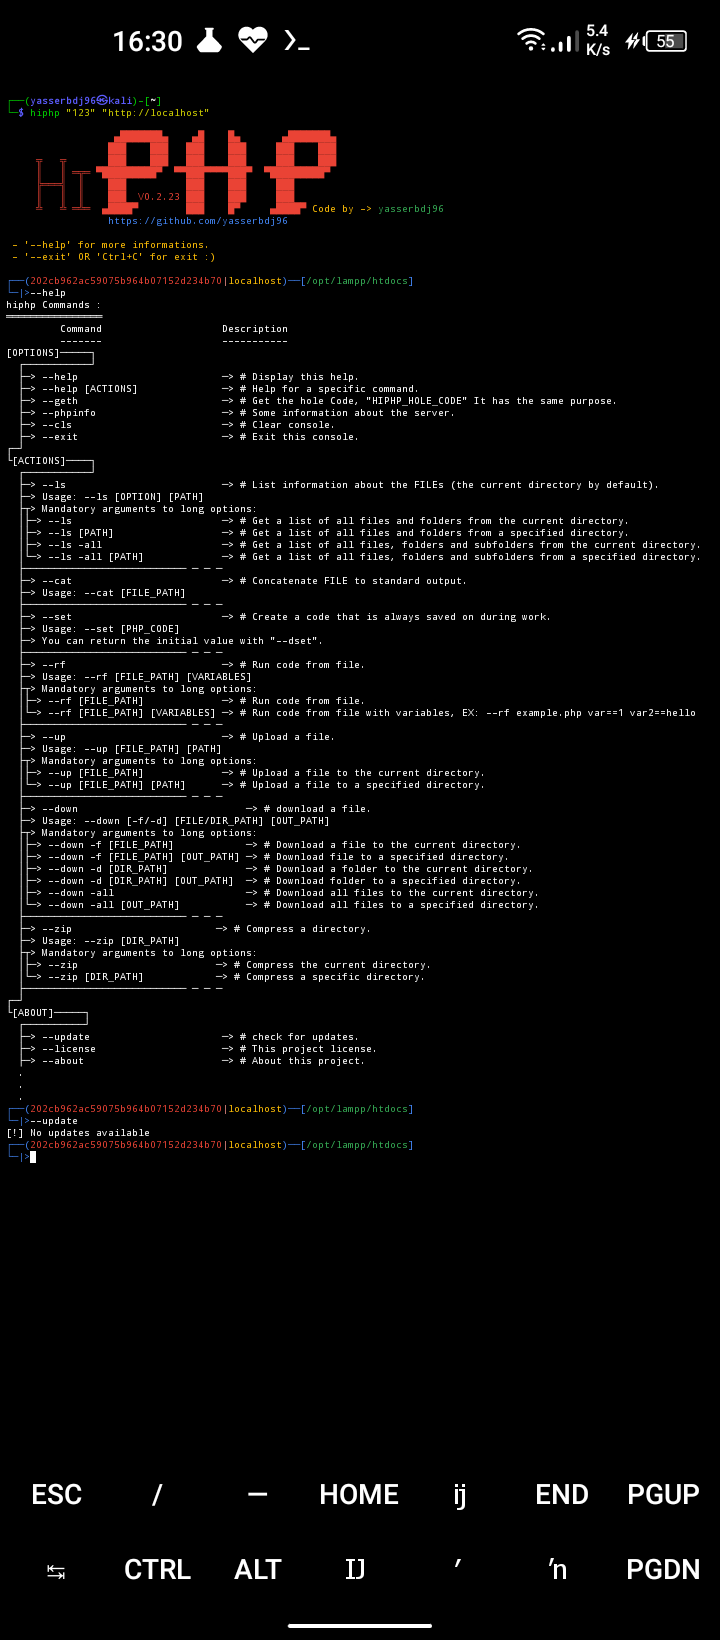 16:30
5.4 K/s
55
┌──(yasserbdj96㉿kali)-[~]
└─$ hiphp "123" "http://localhost"
HI PHP
V0.2.23
Code by -> yasserbdj96
https://github.com/yasserbdj96
- '--help' for more informations.
- '--exit' OR 'Ctrl+C' for exit :)
┌──(202cb962ac59075b964b07152d234b70|localhost)──[/opt/lampp/htdocs]
└─|>--help
hiphp Commands :
================
Command Description
------- -----------
[OPTIONS]────┐
├─> --help ─> # Display this help.
├─> --help [ACTIONS] ─> # Help for a specific command.
├─> --geth ─> # Get the hole Code, "HIPHP_HOLE_CODE" It has the same purpose.
├─> --phpinfo ─> # Some information about the server.
├─> --cls ─> # Clear console.
├─> --exit ─> # Exit this console.
└[ACTIONS]────┐
├─> --ls ─> # List information about the FILEs (the current directory by default).
├─> Usage: --ls [OPTION] [PATH]
├┬> Mandatory arguments to long options:
│├─> --ls ─> # Get a list of all files and folders from the current directory.
│├─> --ls [PATH] ─> # Get a list of all files and folders from a specified directory.
│├─> --ls -all ─> # Get a list of all files, folders and subfolders from the current directory.
│└─> --ls -all [PATH] ─> # Get a list of all files, folders and subfolders from a specified directory.
├─> --cat ─> # Concatenate FILE to standard output.
├─> Usage: --cat [FILE_PATH]
├─> --set ─> # Create a code that is always saved on during work.
├─> Usage: --set [PHP_CODE]
├─> You can return the initial value with "--dset".
├─> --rf ─> # Run code from file.
├─> Usage: --rf [FILE_PATH] [VARIABLES]
├┬> Mandatory arguments to long options:
│├─> --rf [FILE_PATH] ─> # Run code from file.
│└─> --rf [FILE_PATH] [VARIABLES] ─> # Run code from file with variables, EX: --rf example.php var==1 var2==hello
├─> --up ─> # Upload a file.
├─> Usage: --up [FILE_PATH] [PATH]
├┬> Mandatory arguments to long options:
│├─> --up [FILE_PATH] ─> # Upload a file to the current directory.
│└─> --up [FILE_PATH] [PATH] ─> # Upload a file to a specified directory.
├─> --down ─> # download a file.
├─> Usage: --down [-f/-d] [FILE/DIR_PATH] [OUT_PATH]
├┬> Mandatory arguments to long options:
│├─> --down -f [FILE_PATH] ─> # Download a file to the current directory.
│├─> --down -f [FILE_PATH] [OUT_PATH] ─> # Download file to a specified directory.
│├─> --down -d [DIR_PATH] ─> # Download a folder to the current directory.
│├─> --down -d [DIR_PATH] [OUT_PATH] ─> # Download folder to a specified directory.
│├─> --down -all ─> # Download all files to the current directory.
│└─> --down -all [OUT_PATH] ─> # Download all files to a specified directory.
├─> --zip ─> # Compress a directory.
├─> Usage: --zip [DIR_PATH]
├┬> Mandatory arguments to long options:
│├─> --zip ─> # Compress the current directory.
│└─> --zip [DIR_PATH] ─> # Compress a specific directory.
└[ABOUT]─────┐
├─> --update ─> # check for updates.
├─> --license ─> # This project license.
├─> --about ─> # About this project.
.
.
.
┌──(202cb962ac59075b964b07152d234b70|localhost)──[/opt/lampp/htdocs]
└─|>--update
[!] No updates available
┌──(202cb962ac59075b964b07152d234b70|localhost)──[/opt/lampp/htdocs]
└─|>
ESC / — HOME ĳ END PGUP
↹ CTRL ALT Ĳ ′ ŉ PGDN